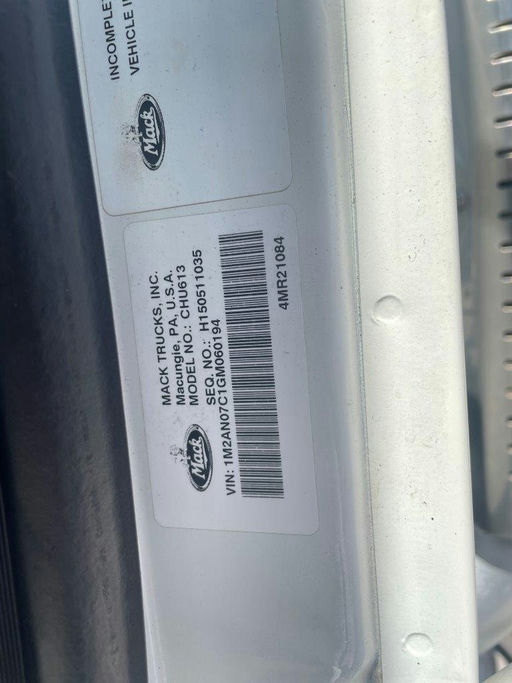 INCOMPLE
VEHICLE I
Mack
MACK TRUCKS, INC.
Macungie, PA, U.S.A.
MODEL NO.: CHU613
SEQ. NO.: H150511035
Mack
VIN: 1M2AN07C1GM060194
4MR21084